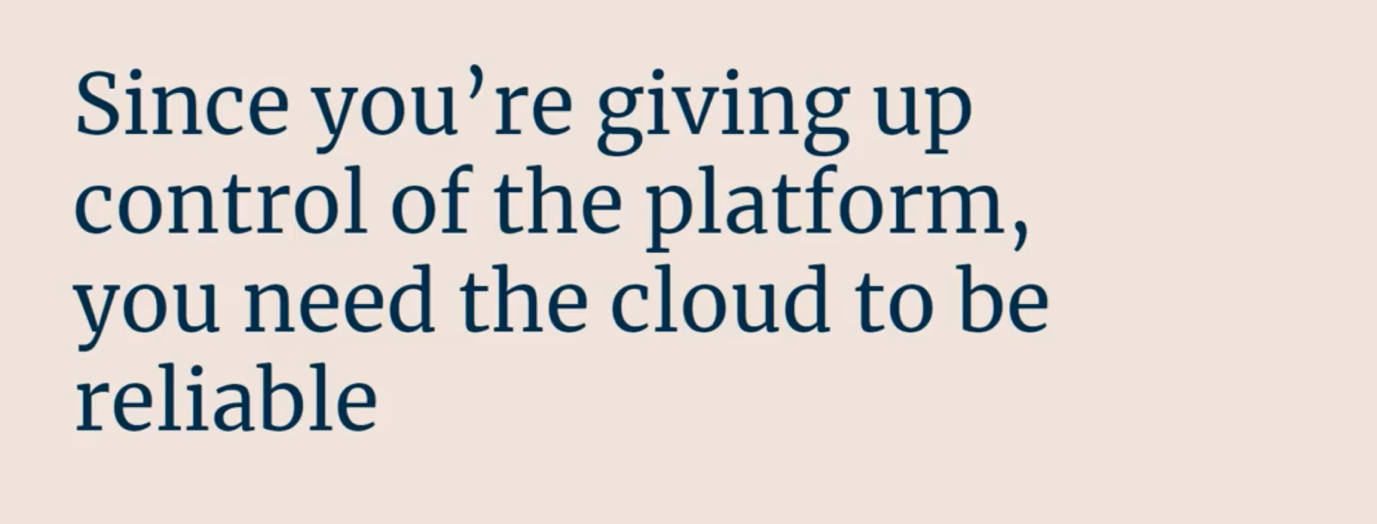 Since you’re giving up
control of the platform,
you need the cloud to be
reliable